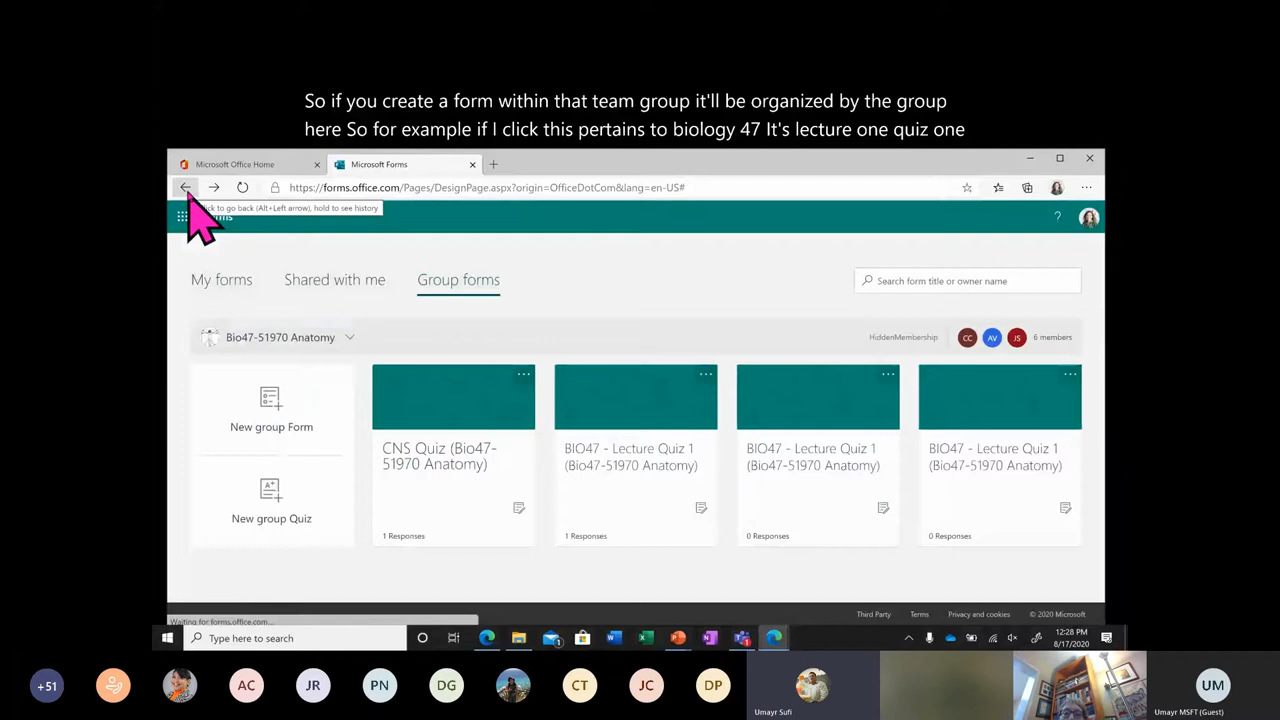 So if you create a form within that team group it'll be organized by the group
here So for example if I click this pertains to biology 47 It's lecture one quiz one
Microsoft Office Home
Microsoft Forms
https://forms.office.com/Pages/DesignPage.aspx?origin=OfficeDotCom&lang=en-US#
to go back (Alt+Left arrow), hold to see history
?
My forms
Shared with me
Group forms
Search form title or owner name
Bio47-51970 Anatomy
HiddenMembership
CC
AV
JS
6 members
New group Form
New group Quiz
CNS Quiz (Bio47-
51970 Anatomy)
1 Responses
BIO47 - Lecture Quiz 1
(Bio47-51970 Anatomy)
1 Responses
BIO47 - Lecture Quiz 1
(Bio47-51970 Anatomy)
0 Responses
BIO47 - Lecture Quiz 1
(Bio47-51970 Anatomy)
0 Responses
Third Party
Terms
Privacy and cookies
© 2020 Microsoft
Waiting for forms.office.com...
Type here to search
12:28 PM
8/17/2020
+51
AC
JR
PN
DG
CT
JC
DP
Umayr Sufi
UM
Umayr MSFT (Guest)